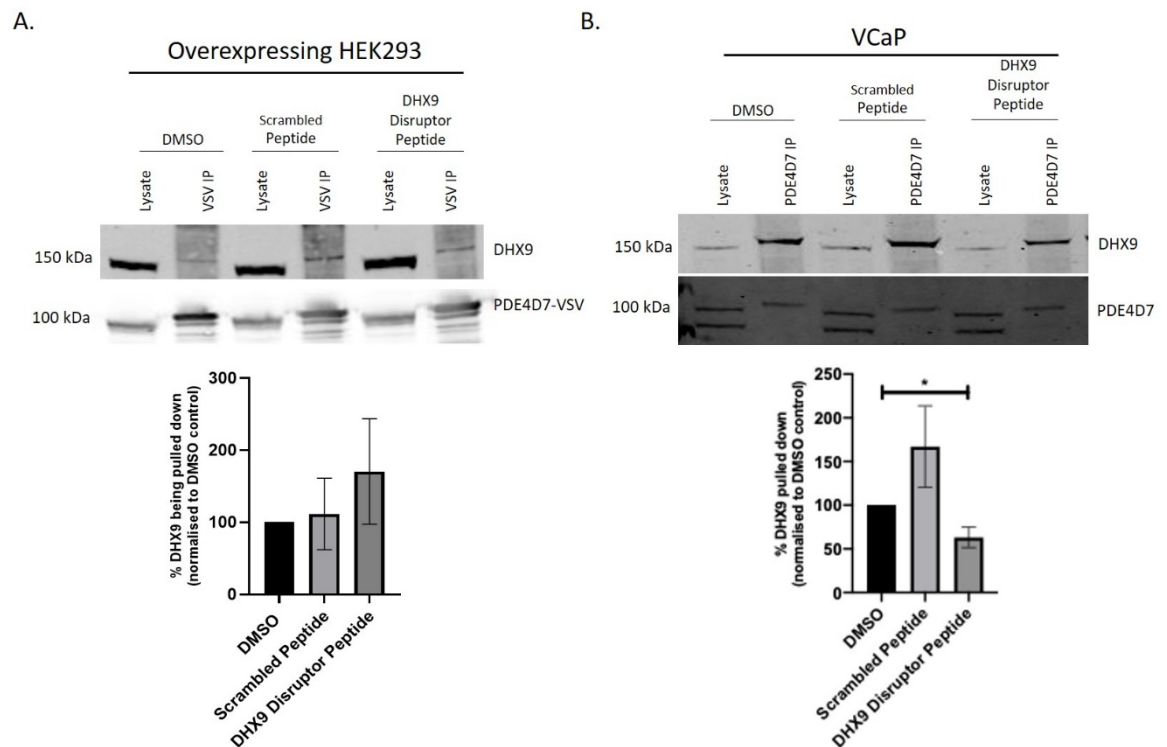 A.
Overexpressing HEK293
DMSO
Scrambled
Peptide
DHX9
Disruptor
Peptide
Lysate
VSV IP
Lysate
VSV IP
Lysate
VSV IP
150 kDa
DHX9
100 kDa
PDE4D7-VSV
% DHX9 being pulled down
(normalised to DMSO control)
300
200
100
0
DMSO
Scrambled Peptide
DHX9 Disruptor Peptide
B.
VCaP
DMSO
Scrambled
Peptide
DHX9
Disruptor
Peptide
Lysate
PDE4D7 IP
Lysate
PDE4D7 IP
Lysate
PDE4D7 IP
150 kDa
DHX9
100 kDa
PDE4D7
% DHX9 pulled down
(normalised to DMSO control)
250
200
150
100
50
0
*
DMSO
Scrambled Peptide
DHX9 Disruptor Peptide